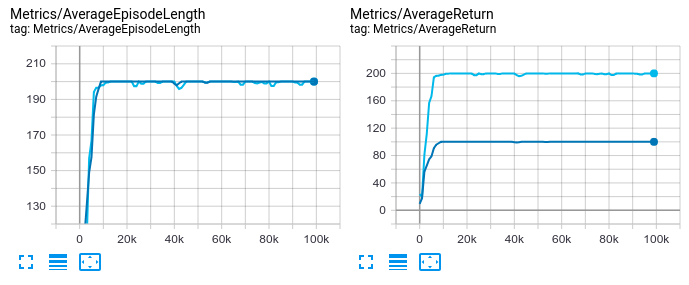 Metrics/AverageEpisodeLength
tag: Metrics/AverageEpisodeLength
210
190
170
150
130
0 20k 40k 60k 80k 100k
Metrics/AverageReturn
tag: Metrics/AverageReturn
200
160
120
80
40
0
0 20k 40k 60k 80k 100k